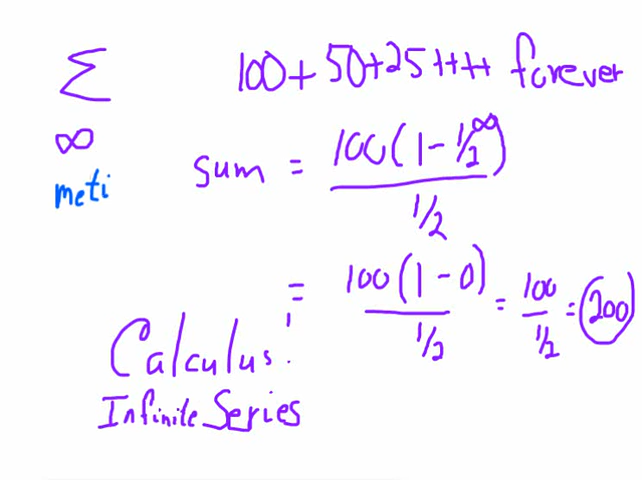 Σ 100 + 50 + 25 +++ forever
∞
meti
sum = 100(1 - 1/2^∞) / 1/2
= 100(1 - 0) / 1/2 = 100 / 1/2 = 200
Calculus:
Infinite Series